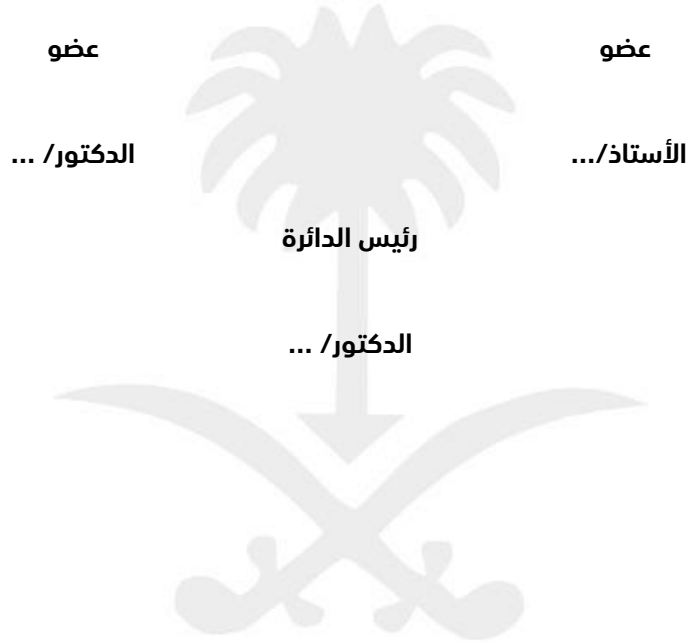 عضو
عضو
الأستاذ/...
الدكتور/ ...
رئيس الدائرة
الدكتور/ ...